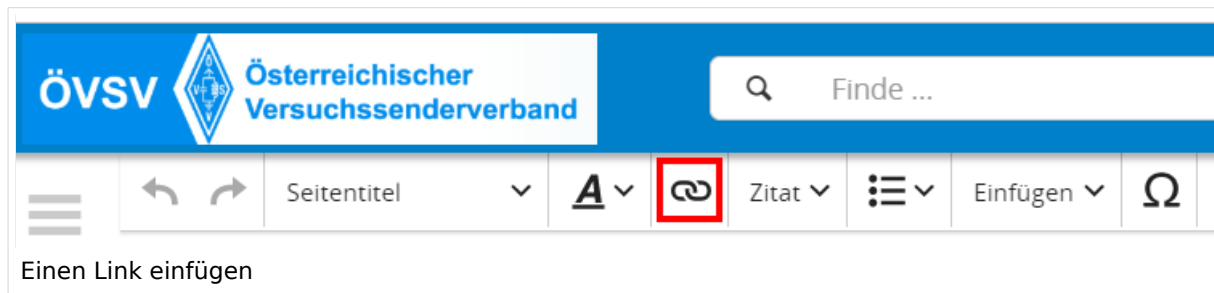 ÖVSV
Österreichischer
Versuchssenderverband
Finde ...
Seitentitel
A
Zitat
Einfügen
Ω
Einen Link einfügen